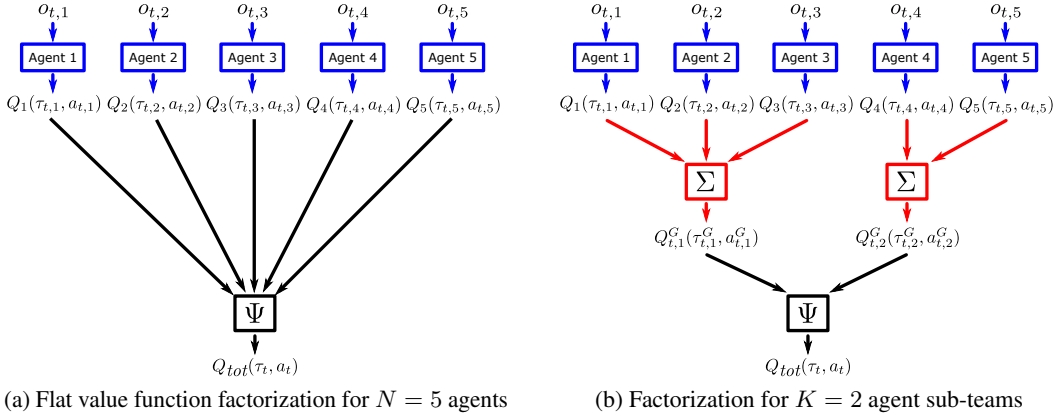 o_{t,1} o_{t,2} o_{t,3} o_{t,4} o_{t,5}
Agent 1 Agent 2 Agent 3 Agent 4 Agent 5
Q_1(τ_{t,1}, a_{t,1}) Q_2(τ_{t,2}, a_{t,2}) Q_3(τ_{t,3}, a_{t,3}) Q_4(τ_{t,4}, a_{t,4}) Q_5(τ_{t,5}, a_{t,5})
Ψ
Q_{tot}(τ_t, a_t)
(a) Flat value function factorization for N = 5 agents
o_{t,1} o_{t,2} o_{t,3} o_{t,4} o_{t,5}
Agent 1 Agent 2 Agent 3 Agent 4 Agent 5
Q_1(τ_{t,1}, a_{t,1}) Q_2(τ_{t,2}, a_{t,2}) Q_3(τ_{t,3}, a_{t,3}) Q_4(τ_{t,4}, a_{t,4}) Q_5(τ_{t,5}, a_{t,5})
Σ Σ
Q^G_{t,1}(τ^G_{t,1}, a^G_{t,1}) Q^G_{t,2}(τ^G_{t,2}, a^G_{t,2})
Ψ
Q_{tot}(τ_t, a_t)
(b) Factorization for K = 2 agent sub-teams